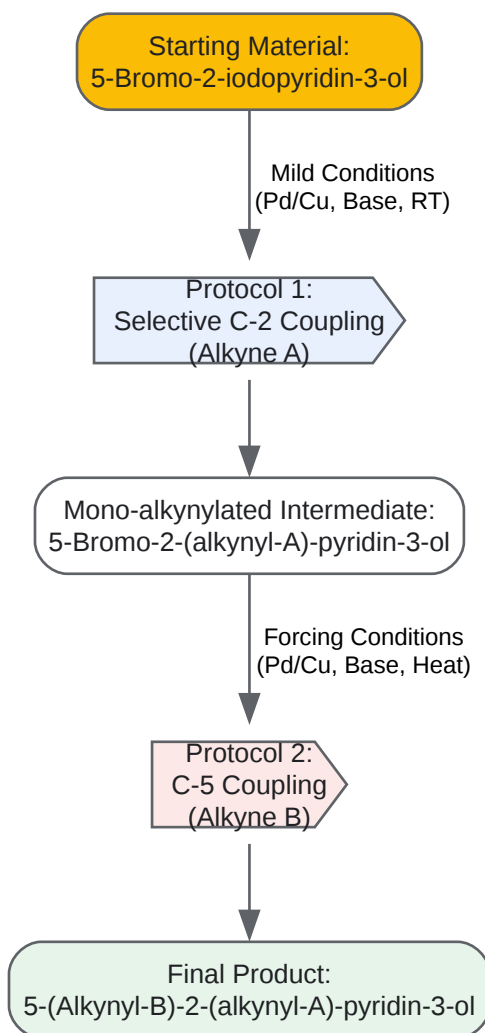 Starting Material:
5-Bromo-2-iodopyridin-3-ol
Mild Conditions
(Pd/Cu, Base, RT)
Protocol 1:
Selective C-2 Coupling
(Alkyne A)
Mono-alkynylated Intermediate:
5-Bromo-2-(alkynyl-A)-pyridin-3-ol
Forcing Conditions
(Pd/Cu, Base, Heat)
Protocol 2:
C-5 Coupling
(Alkyne B)
Final Product:
5-(Alkynyl-B)-2-(alkynyl-A)-pyridin-3-ol